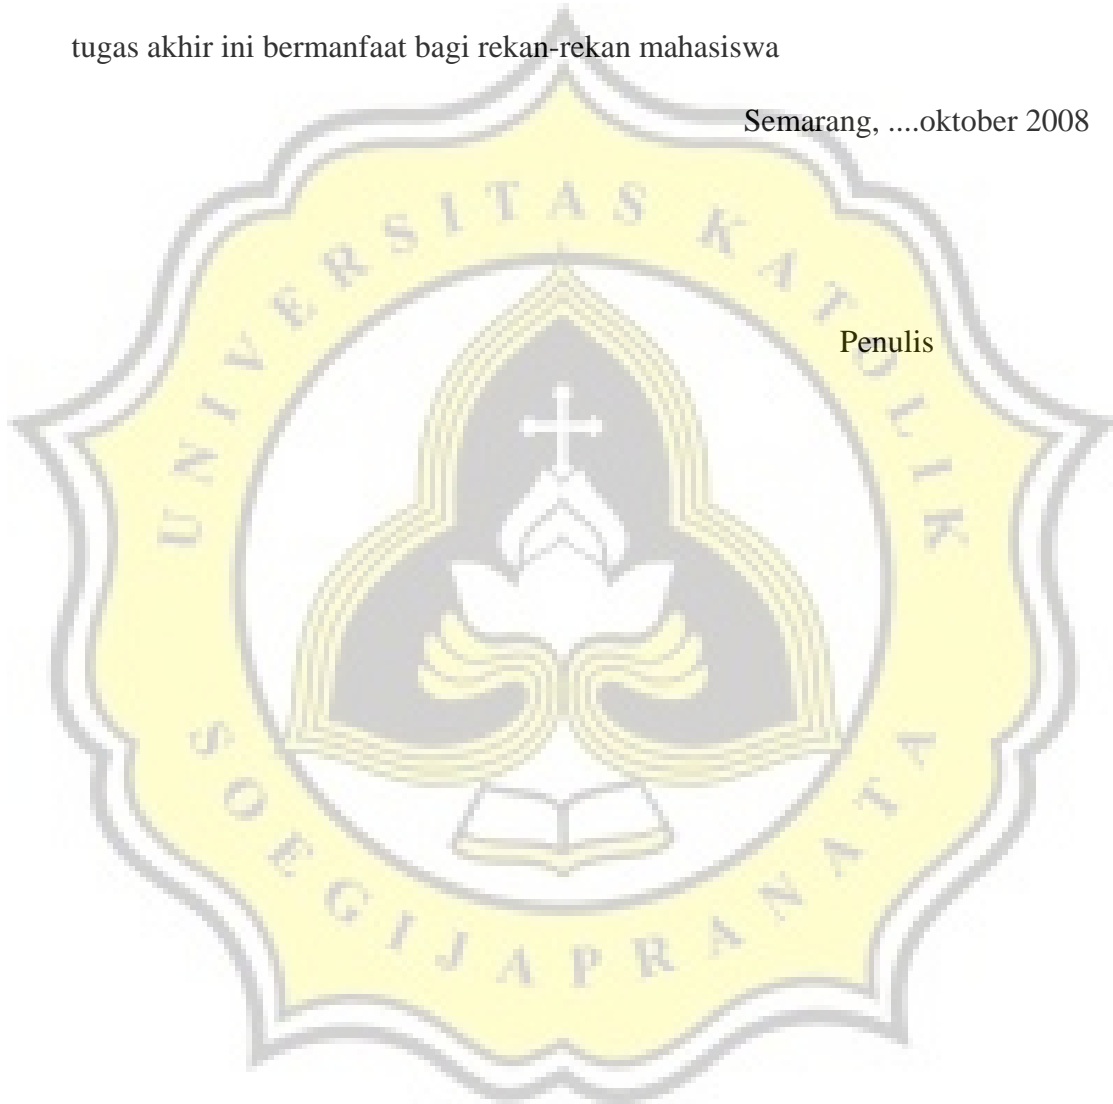 tugas akhir ini bermanfaat bagi rekan-rekan mahasiswa
Semarang, ....oktober 2008
Penulis
UNIVERSITAS KATOLIK
SOEGIJAPRANATA